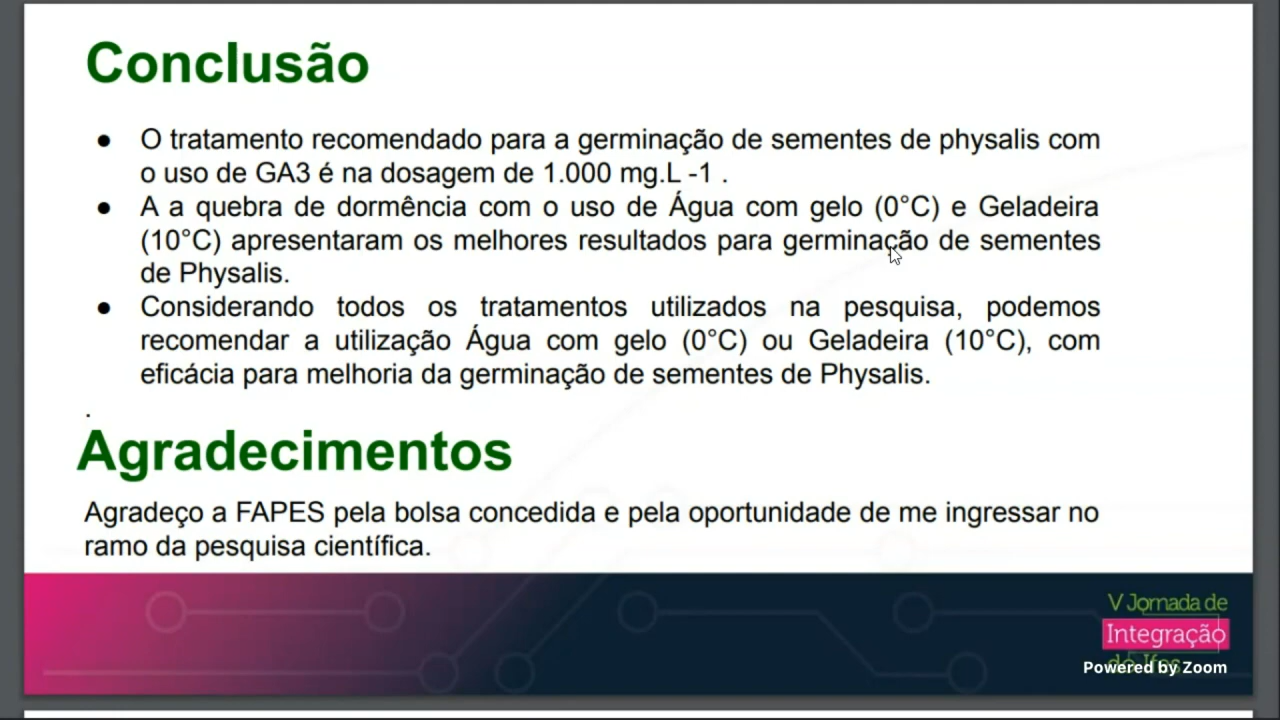 Conclusão
● O tratamento recomendado para a germinação de sementes de physalis com
o uso de GA3 é na dosagem de 1.000 mg.L -1 .
● A a quebra de dormência com o uso de Água com gelo (0°C) e Geladeira
(10°C) apresentaram os melhores resultados para germinação de sementes
de Physalis.
● Considerando todos os tratamentos utilizados na pesquisa, podemos
recomendar a utilização Água com gelo (0°C) ou Geladeira (10°C), com
eficácia para melhoria da germinação de sementes de Physalis.
.
Agradecimentos
Agradeço a FAPES pela bolsa concedida e pela oportunidade de me ingressar no
ramo da pesquisa científica.
V Jornada de
Integração
do Ifes
Powered by Zoom